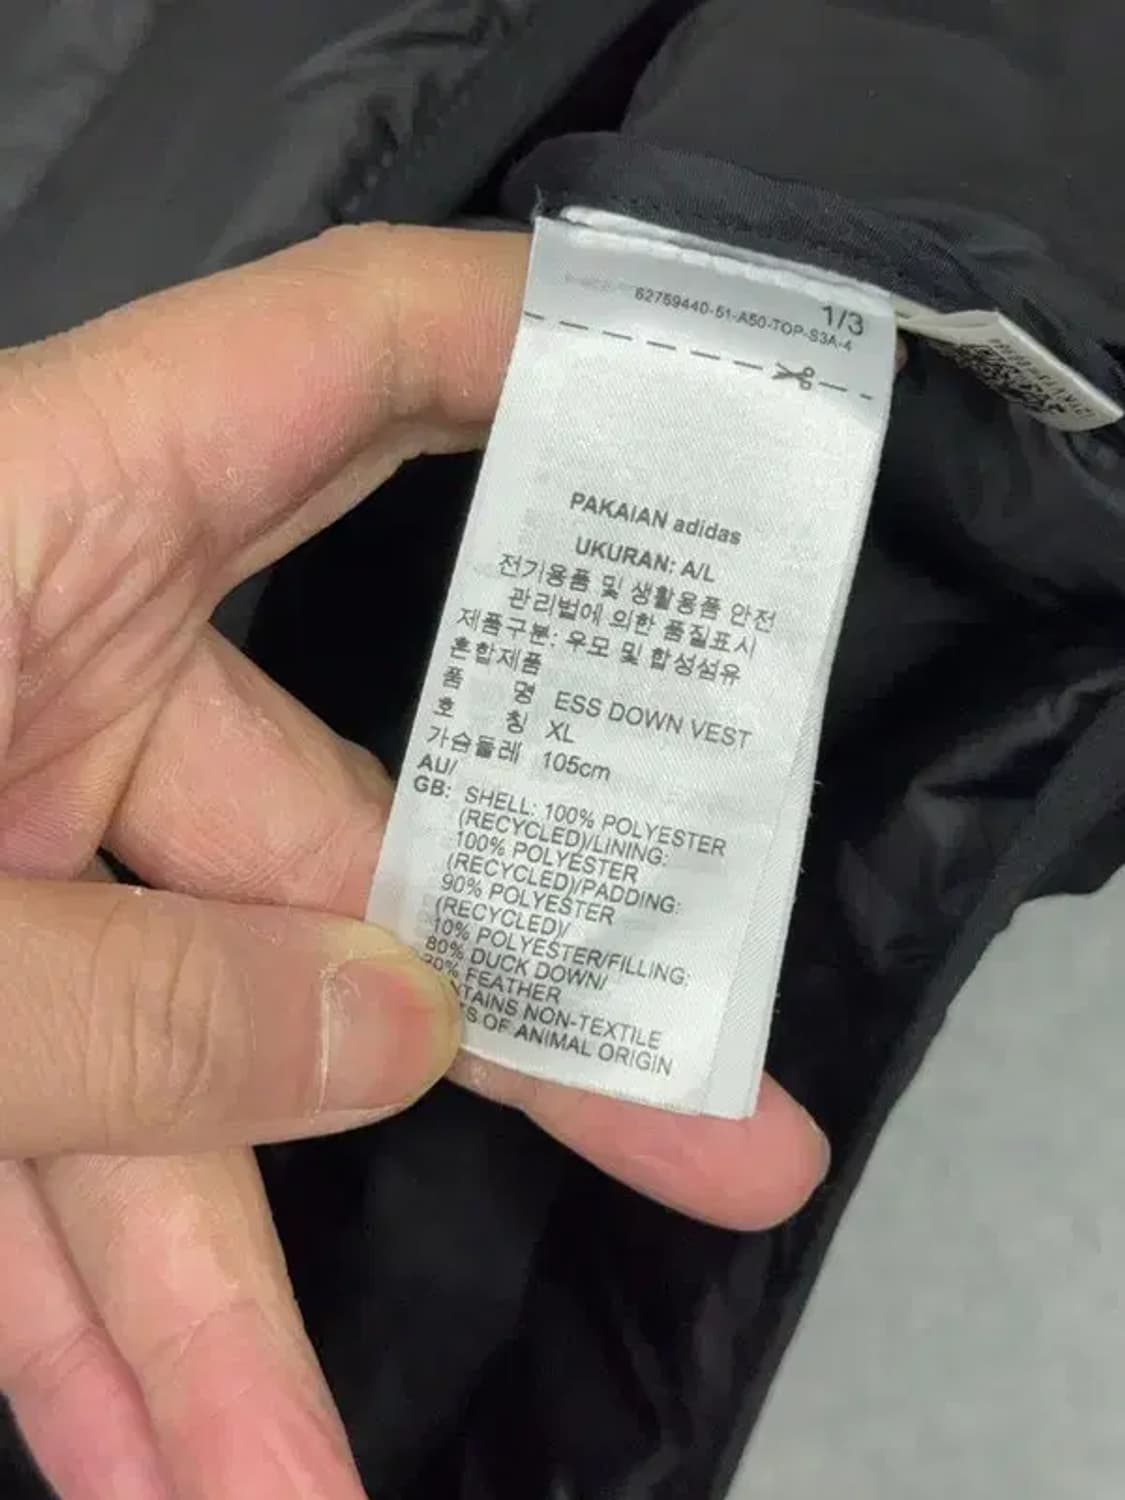 1/3
62759440-51-A50-TOP-S3A-4
PAKAIAN adidas
UKURAN: A/L
전기용품 및 생활용품 안전
관리법에 의한 품질표시
제품구분: 우모 및 합성섬유
혼합제품
품 명 ESS DOWN VEST
호 칭 XL
가슴둘레 105cm
AU/
GB: SHELL: 100% POLYESTER
(RECYCLED)/LINING:
100% POLYESTER
(RECYCLED)/PADDING:
90% POLYESTER
(RECYCLED)/
10% POLYESTER/FILLING:
80% DUCK DOWN/
20% FEATHER
NON-TEXTILE
OF ANIMAL ORIGIN